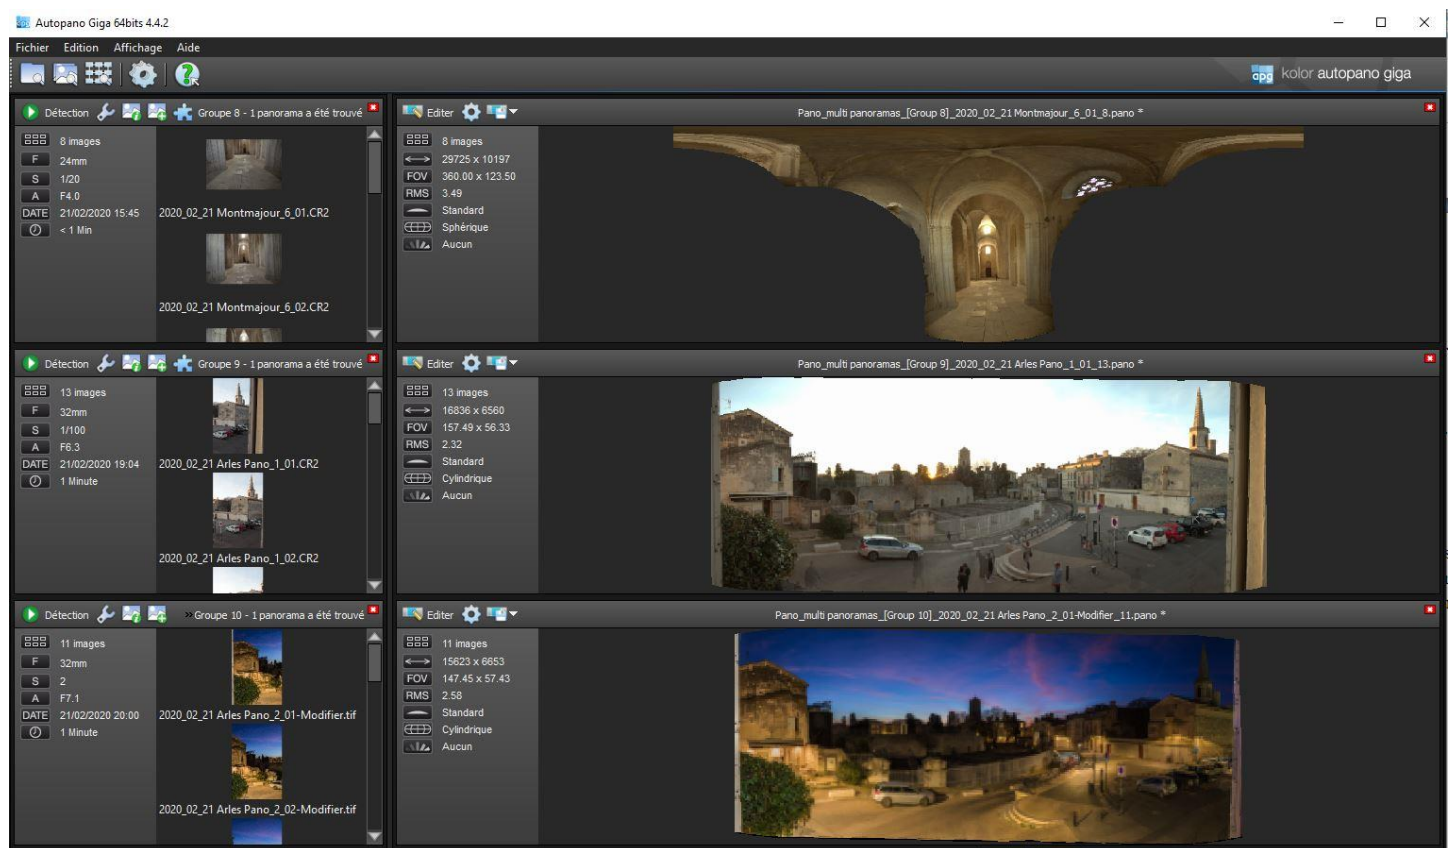 Autopano Giga 64bits 4.4.2
Fichier Edition Affichage Aide
apg kolor autopano giga
Détection Groupe 8 - 1 panorama a été trouvé
8 images
F 24mm
S 1/20
A F4.0
DATE 21/02/2020 15:45
< 1 Min
2020_02_21 Montmajour_6_01.CR2
2020_02_21 Montmajour_6_02.CR2
Editer Pano_multi panoramas_[Group 8]_2020_02_21 Montmajour_6_01_8.pano *
8 images
29725 x 10197
FOV 360.00 x 123.50
RMS 3.49
Standard
Sphérique
Aucun
Détection Groupe 9 - 1 panorama a été trouvé
13 images
F 32mm
S 1/100
A F6.3
DATE 21/02/2020 19:04
1 Minute
2020_02_21 Arles Pano_1_01.CR2
2020_02_21 Arles Pano_1_02.CR2
Editer Pano_multi panoramas_[Group 9]_2020_02_21 Arles Pano_1_01_13.pano *
13 images
16836 x 6560
FOV 157.49 x 56.33
RMS 2.32
Standard
Cylindrique
Aucun
Détection »Groupe 10 - 1 panorama a été trouvé
11 images
F 32mm
S 2
A F7.1
DATE 21/02/2020 20:00
1 Minute
2020_02_21 Arles Pano_2_01-Modifier.tif
2020_02_21 Arles Pano_2_02-Modifier.tif
Editer Pano_multi panoramas_[Group 10]_2020_02_21 Arles Pano_2_01-Modifier_11.pano *
11 images
15623 x 6653
FOV 147.45 x 57.43
RMS 2.58
Standard
Cylindrique
Aucun